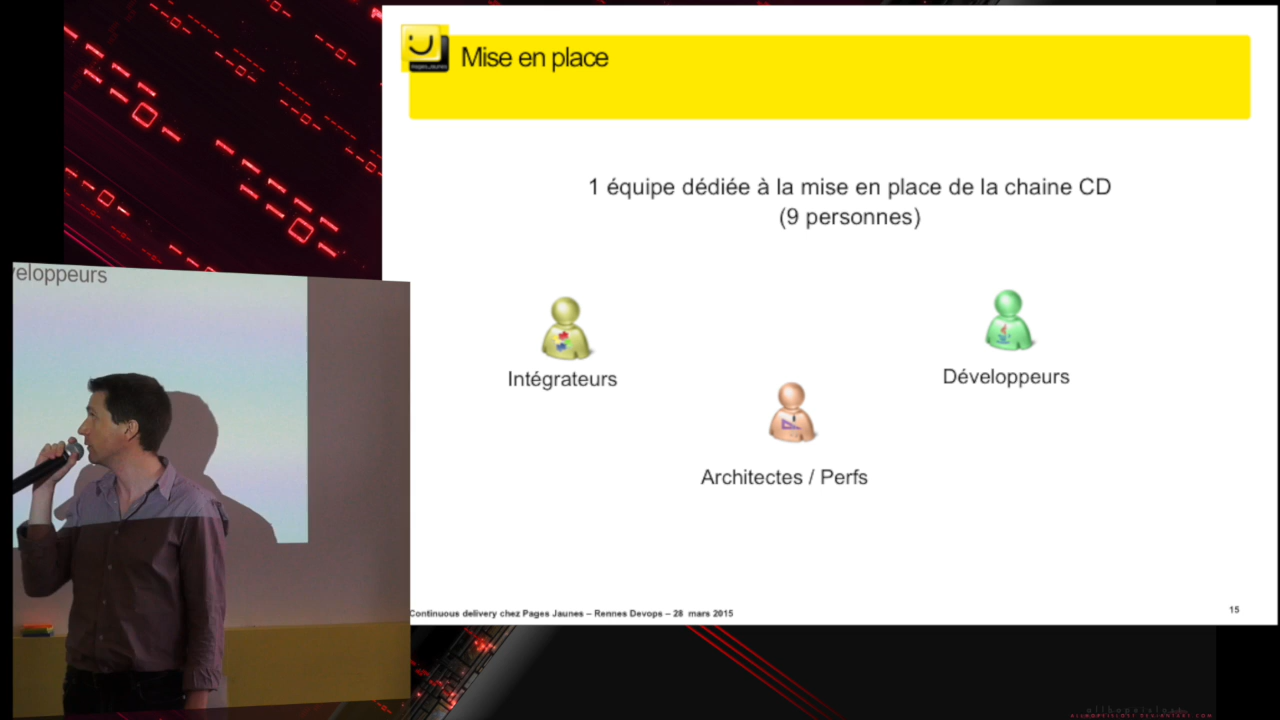 Mise en place
1 équipe dédiée à la mise en place de la chaine CD
(9 personnes)
Intégrateurs
Développeurs
Architectes / Perfs
Continuous delivery chez Pages Jaunes – Rennes Devops – 28 mars 2015
15
veloppeurs